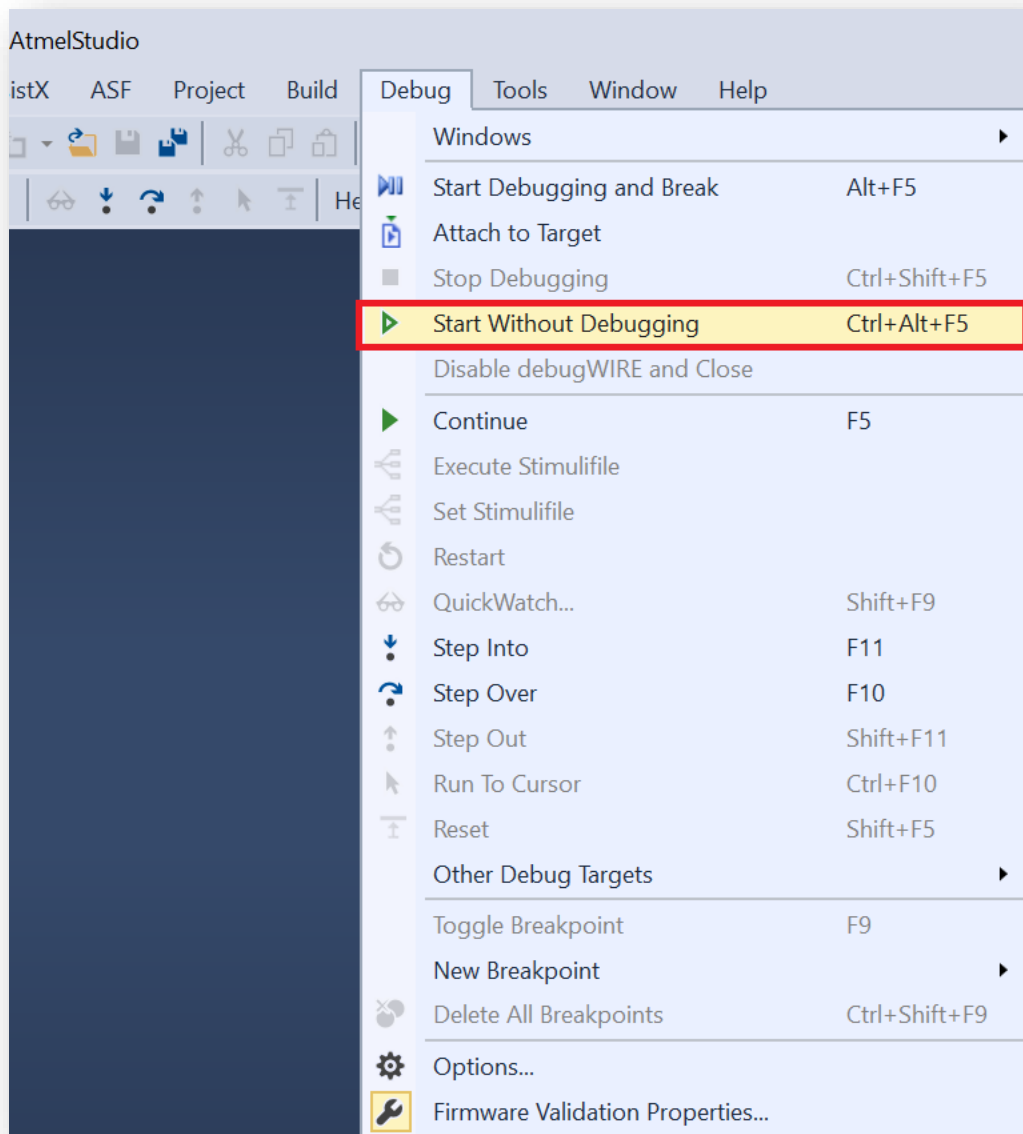 AtmelStudio
istX ASF Project Build Debug Tools Window Help
He
Windows
Start Debugging and Break Alt+F5
Attach to Target
Stop Debugging Ctrl+Shift+F5
Start Without Debugging Ctrl+Alt+F5
Disable debugWIRE and Close
Continue F5
Execute Stimulifile
Set Stimulifile
Restart
QuickWatch... Shift+F9
Step Into F11
Step Over F10
Step Out Shift+F11
Run To Cursor Ctrl+F10
Reset Shift+F5
Other Debug Targets
Toggle Breakpoint F9
New Breakpoint
Delete All Breakpoints Ctrl+Shift+F9
Options...
Firmware Validation Properties...